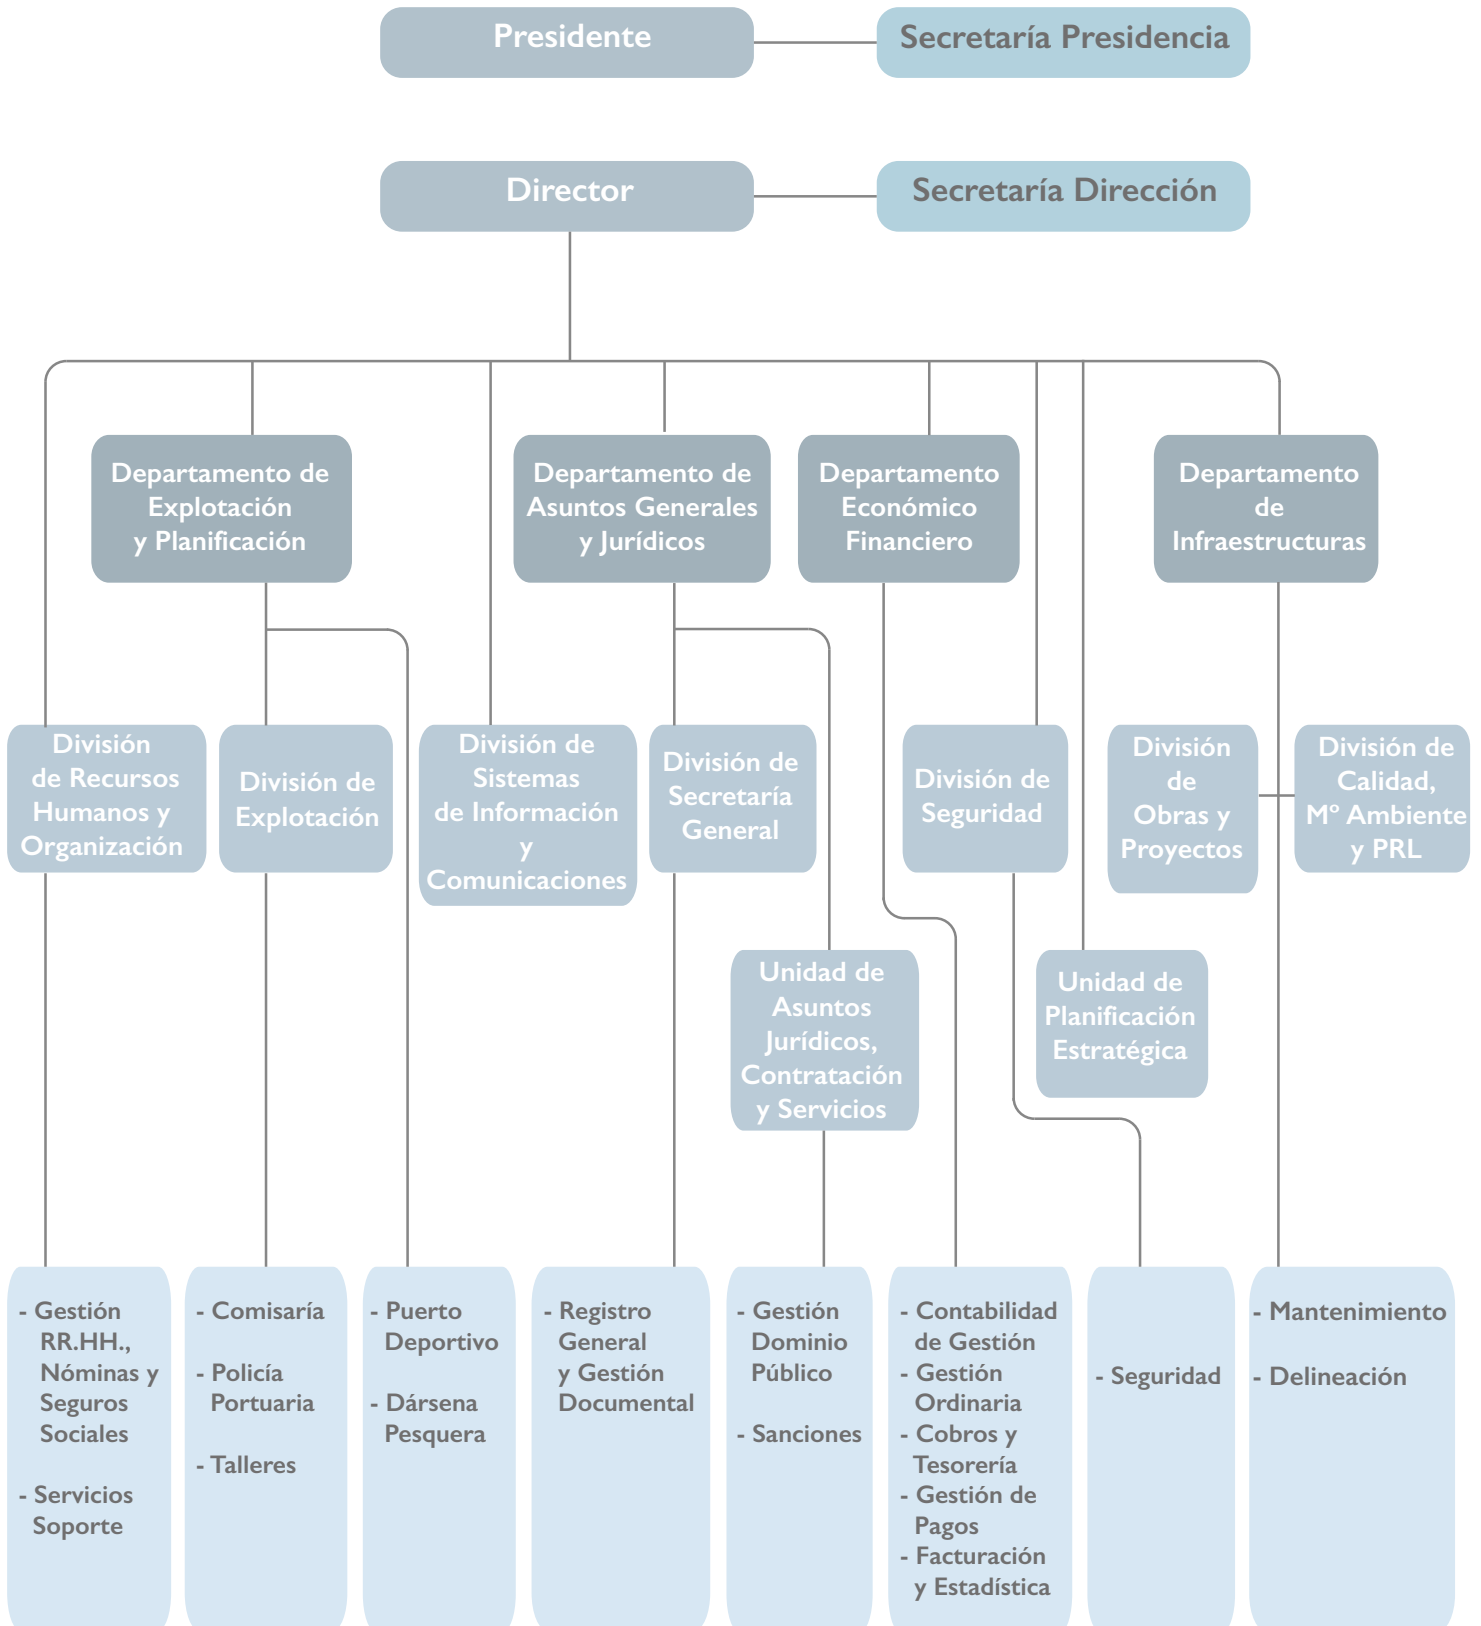 Presidente
Secretaría Presidencia
Director
Secretaría Dirección
Departamento de
Explotación
y Planificación
Departamento de
Asuntos Generales
y Jurídicos
Departamento
Económico
Financiero
Departamento
de
Infraestructuras
División
de Recursos
Humanos y
Organización
División de
Explotación
División de
Sistemas
de Información
y
Comunicaciones
División de
Secretaría
General
División de
Seguridad
División
de
Obras y
Proyectos
División de
Calidad,
Mº Ambiente
y PRL
Unidad de
Asuntos
Jurídicos,
Contratación
y Servicios
Unidad de
Planificación
Estratégica
- Gestión
RR.HH.,
Nóminas y
Seguros
Sociales
- Servicios
Soporte
- Comisaría
- Policía
Portuaria
- Talleres
- Puerto
Deportivo
- Dársena
Pesquera
- Registro
General
y Gestión
Documental
- Gestión
Dominio
Público
- Sanciones
- Contabilidad
de Gestión
- Gestión
Ordinaria
- Cobros y
Tesorería
- Gestión de
Pagos
- Facturación
y Estadística
- Seguridad
- Mantenimiento
- Delineación